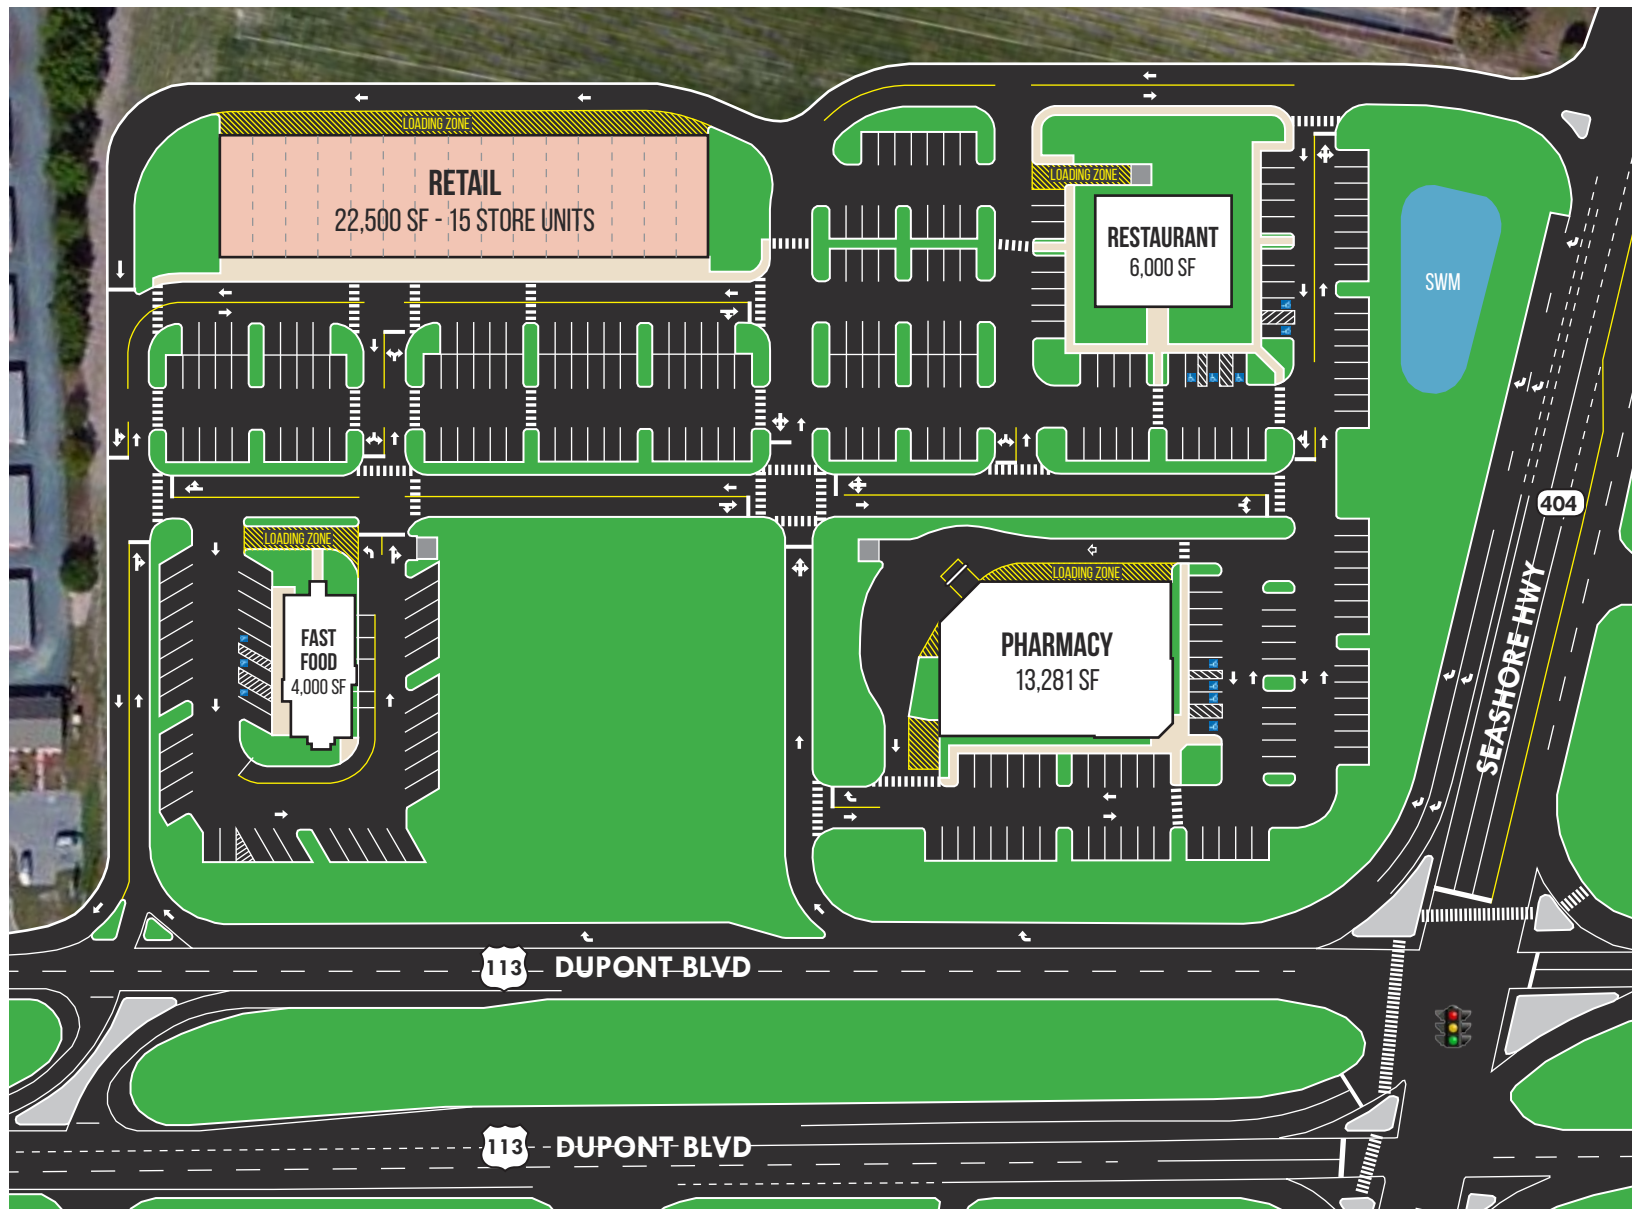 LOADING ZONE
RETAIL
22,500 SF - 15 STORE UNITS
LOADING ZONE
RESTAURANT
6,000 SF
SWM
404
LOADING ZONE
FAST
FOOD
4,000 SF
LOADING ZONE
PHARMACY
13,281 SF
SEASHORE HWY
113 DUPONT BLVD
113 DUPONT BLVD